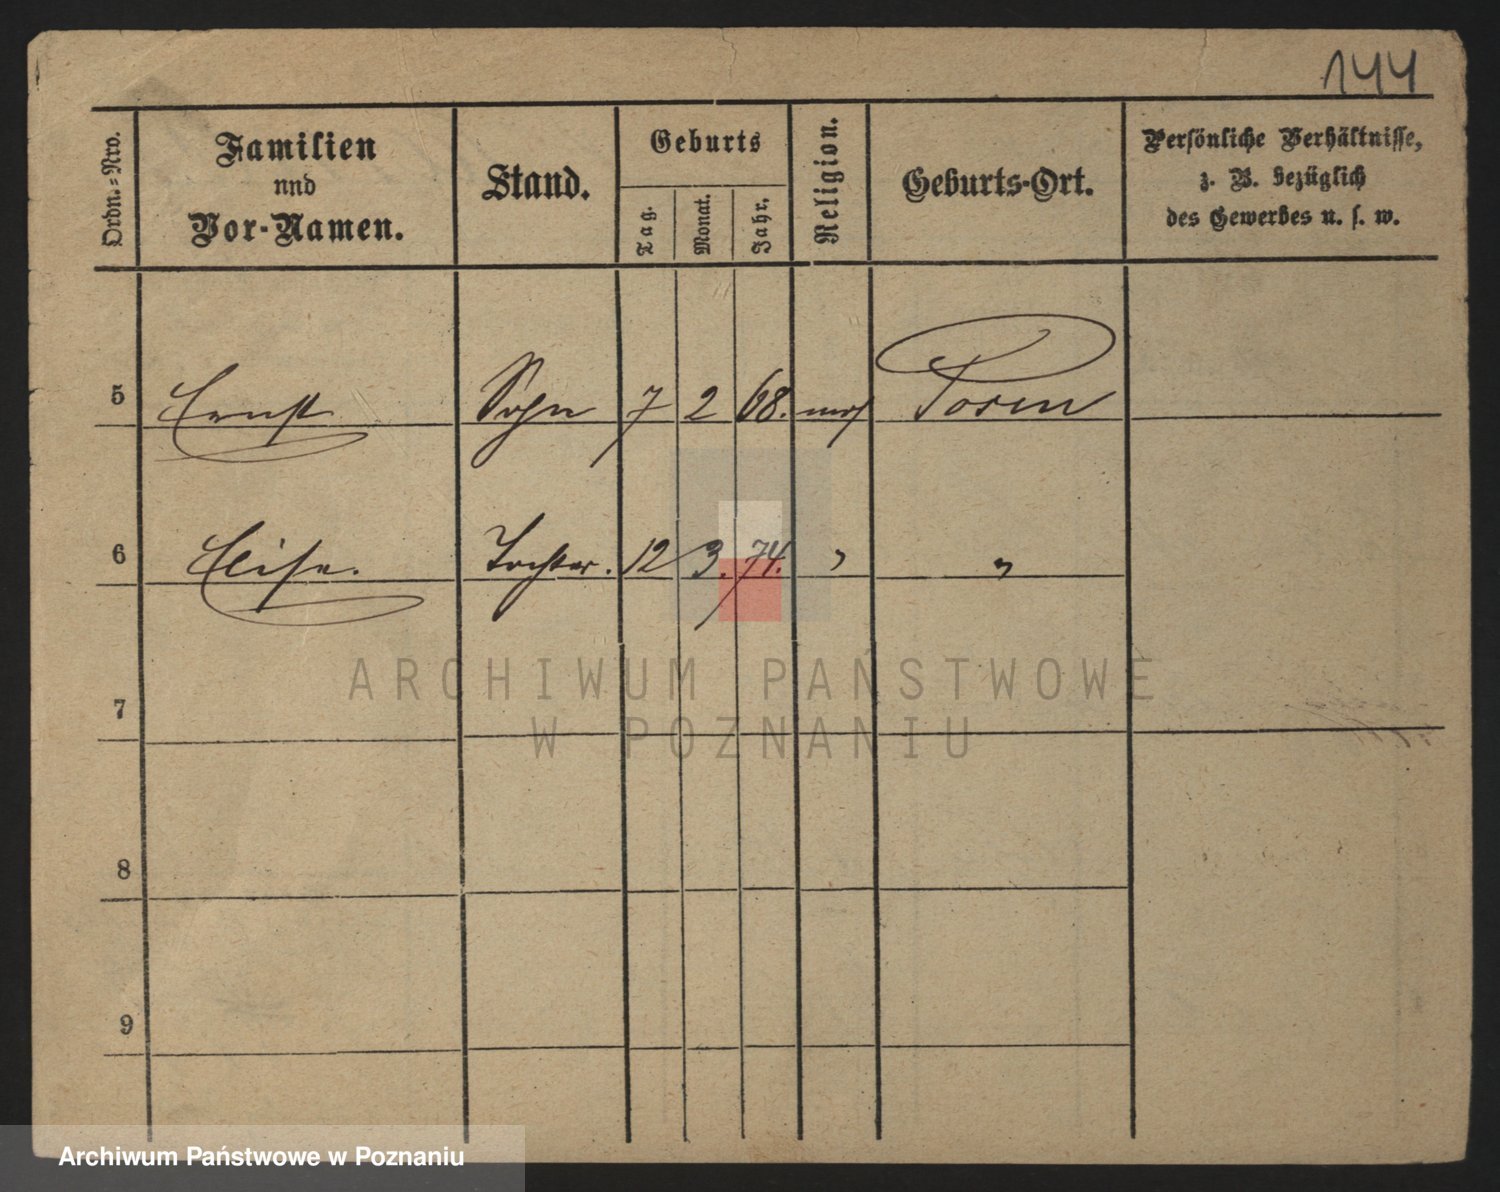 144
Ordn.=Nro.
Familien
nnd
Vor-Namen.
Stand.
Geburts
Tag.
Monat.
Jahr.
Religion.
Geburts-Ort.
Persönliche Verhältnisse,
z. B. bezüglich
des Gewerbes u. s. w.
5 Ernst Sohn 7 2 68. mos Posen
6 Elise. Tochter. 12 3. 74. " "
ARCHIWUM PAŃSTWOWE
7
W POZNANIU
8
9
Archiwum Państwowe w Poznaniu